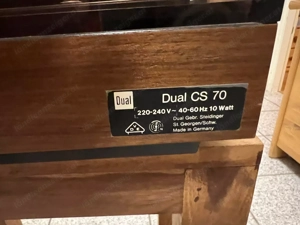 Dual
Dual CS 70
220-240 V~ 40-60 Hz 10 Watt
Dual Gebr. Steidinger
St. Georgen/Schw.
Made in Germany